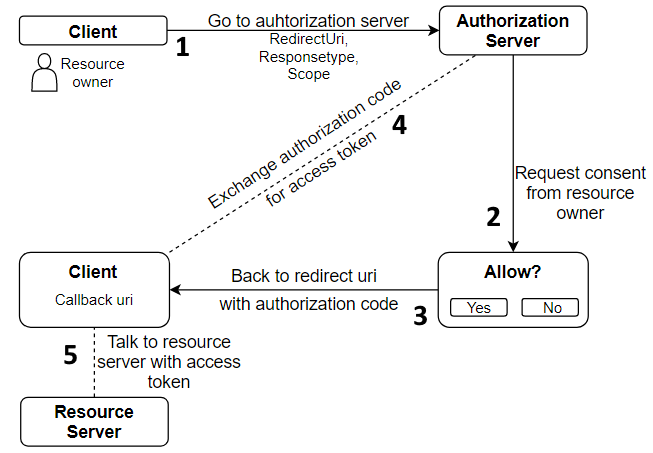 Client
Resource
owner
1
Go to auhtorization server
RedirectUri,
Responsetype,
Scope
Authorization
Server
2
Request consent
from resource
owner
Allow?
Yes
No
3
Back to redirect uri
with authorization code
Client
Callback uri
4
Exchange authorization code
for access token
5
Talk to resource
server with access
token
Resource
Server